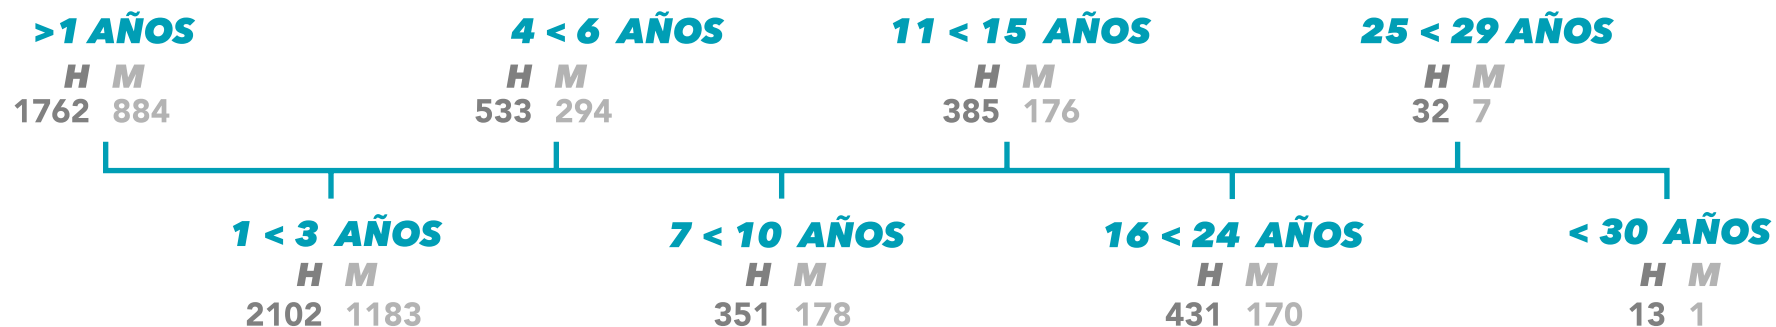 >1 AÑOS
H M
1762 884
1 < 3 AÑOS
H M
2102 1183
4 < 6 AÑOS
H M
533 294
7 < 10 AÑOS
H M
351 178
11 < 15 AÑOS
H M
385 176
16 < 24 AÑOS
H M
431 170
25 < 29 AÑOS
H M
32 7
< 30 AÑOS
H M
13 1